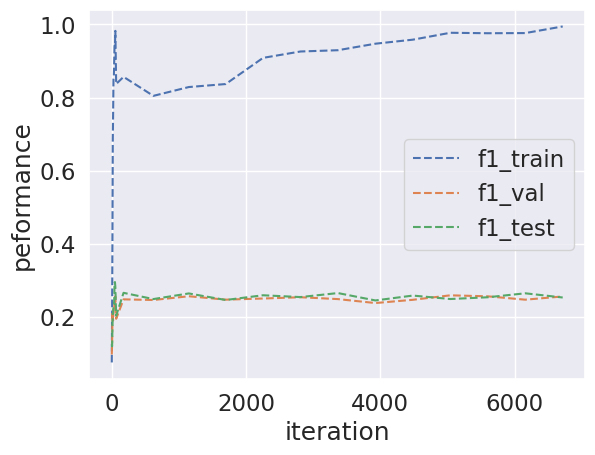 1.0
0.8
0.6
0.4
0.2
peformance
f1_train
f1_val
f1_test
0 2000 4000 6000
iteration